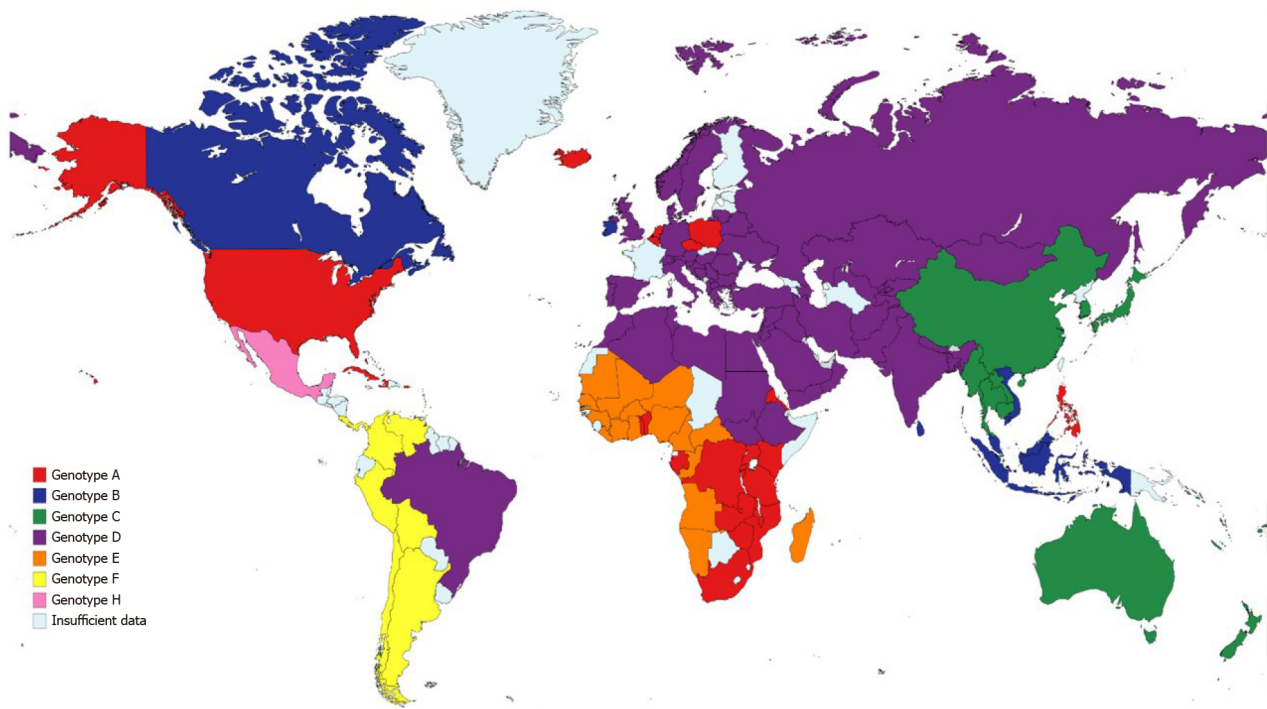 Genotype A
Genotype B
Genotype C
Genotype D
Genotype E
Genotype F
Genotype H
Insufficient data